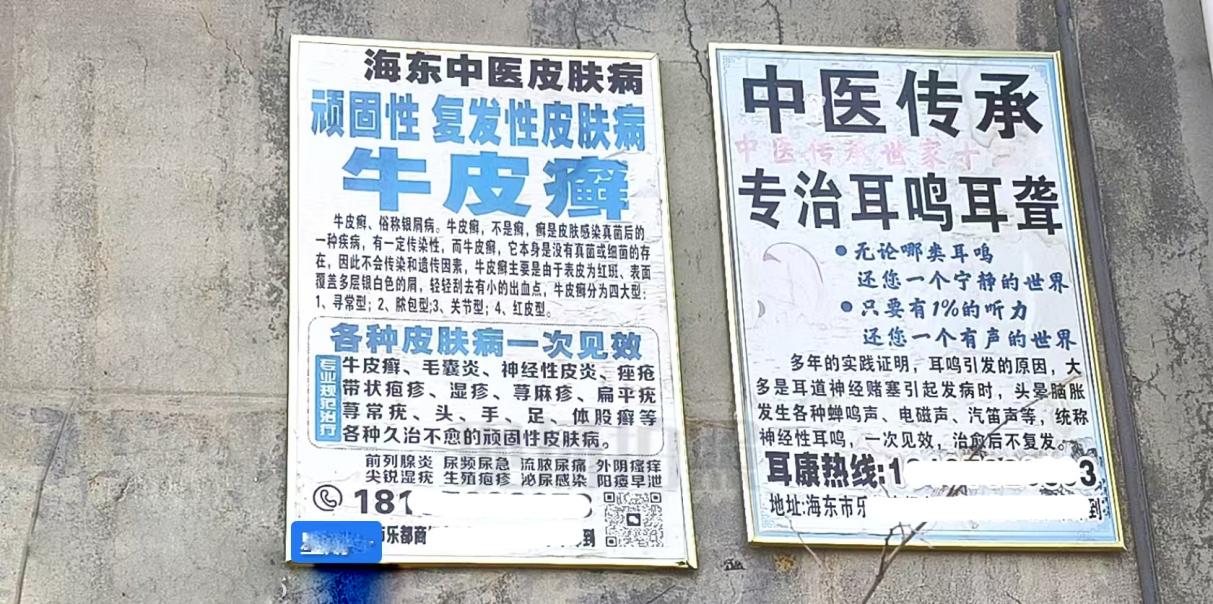 海东中医皮肤病
顽固性 复发性皮肤病
牛皮癣
牛皮癣、俗称银屑病。牛皮癣,不是癣,癣是皮肤感染真菌后的
一种疾病,有一定传染性,而牛皮癣,它本身是没有真菌或细菌的存
在,因此不会传染和遗传因素,牛皮癣主要是由于表皮为红斑、表面
覆盖多层银白色的屑,轻轻刮去有小的出血点,牛皮癣分为四大型:
1、寻常型;2、脓包型;3、关节型;4、红皮型。
各种皮肤病一次见效
专业规范治疗
牛皮癣、毛囊炎、神经性皮炎、痤疮
带状疱疹、湿疹、荨麻疹、扁平疣
荨常疣、头、手、足、体股癣等
各种久治不愈的顽固性皮肤病。
前列腺炎 尿频尿急 流脓尿痛 外阴瘙痒
尖锐湿疣 生殖疱疹 泌尿感染 阳痿早泄
181
乐都商 到
中医传承
中医传承世家十二
专治耳鸣耳聋
●无论哪类耳鸣
还您一个宁静的世界
●只要有1%的听力
还您一个有声的世界
多年的实践证明,耳鸣引发的原因,大
多是耳道神经赌塞引起发病时,头晕脑胀
发生各种蝉鸣声、电磁声、汽笛声等,统称
神经性耳鸣,一次见效,治愈后不复发。
耳康热线:1 3
地址:海东市乐 到